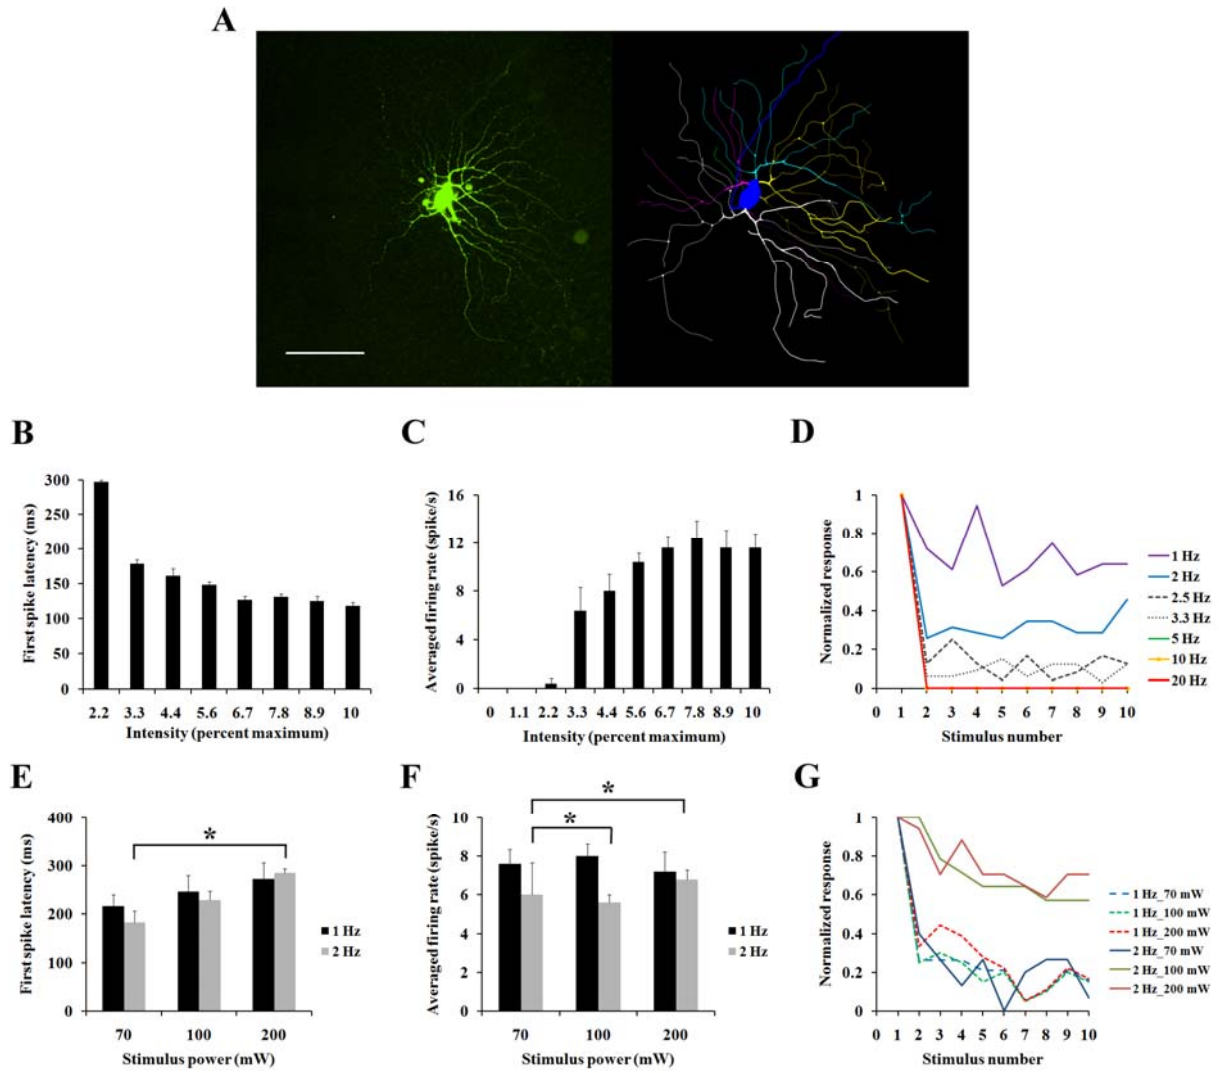 A
B
First spike latency (ms)
300
250
200
150
100
50
0
2.2 3.3 4.4 5.6 6.7 7.8 8.9 10
Intensity (percent maximum)
C
Averaged firing rate (spike/s)
16
12
8
4
0
0 1.1 2.2 3.3 4.4 5.6 6.7 7.8 8.9 10
Intensity (percent maximum)
D
Normalized response
1
0.8
0.6
0.4
0.2
0
0 1 2 3 4 5 6 7 8 9 10
Stimulus number
1 Hz
2 Hz
2.5 Hz
3.3 Hz
5 Hz
10 Hz
20 Hz
E
First spike latency (ms)
400
300
200
100
0
*
70 100 200
Stimulus power (mW)
1 Hz
2 Hz
F
Averaged firing rate (spike/s)
10
8
6
4
2
0
*
*
70 100 200
Stimulus power (mW)
1 Hz
2 Hz
G
Normalized response
1
0.8
0.6
0.4
0.2
0
0 1 2 3 4 5 6 7 8 9 10
Stimulus number
1 Hz_70 mW
1 Hz_100 mW
1 Hz_200 mW
2 Hz_70 mW
2 Hz_100 mW
2 Hz_200 mW